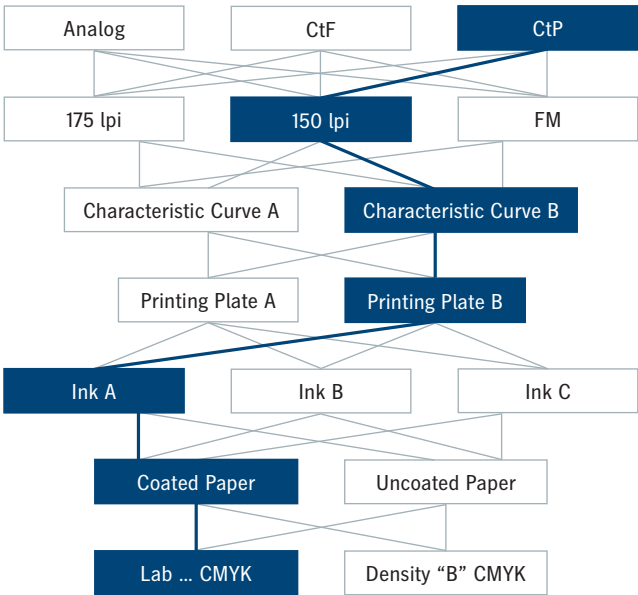 Analog
CtF
CtP
175 lpi
150 lpi
FM
Characteristic Curve A
Characteristic Curve B
Printing Plate A
Printing Plate B
Ink A
Ink B
Ink C
Coated Paper
Uncoated Paper
Lab ... CMYK
Density “B” CMYK